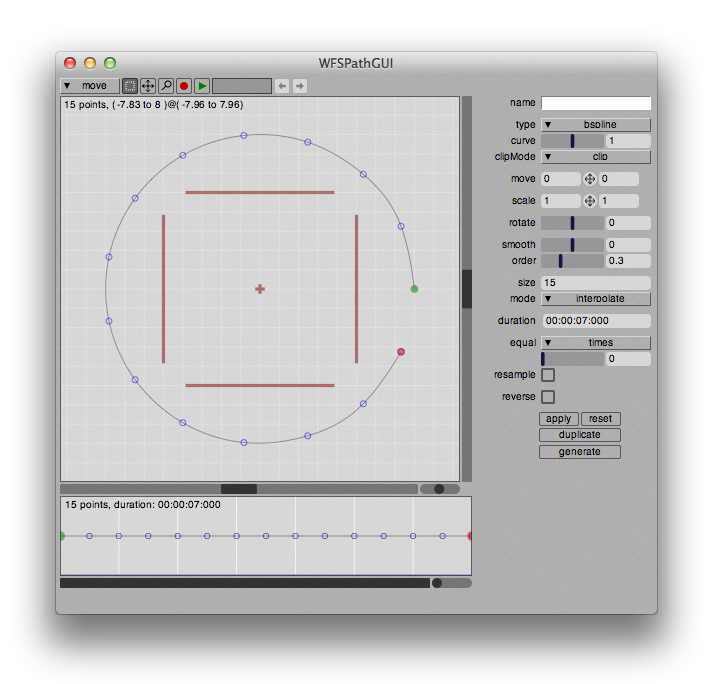 WFSPathGUI
▼ move
15 points, ( -7.83 to 8 )@( -7.96 to 7.96)
name
type ▼ bspline
curve 1
clipMode ▼ clip
move 0 0
scale 1 1
rotate 0
smooth 0
order 0.3
size 15
mode ▼ interpolate
duration 00:00:07:000
equal ▼ times
0
resample
reverse
apply reset
duplicate
generate
15 points, duration: 00:00:07:000